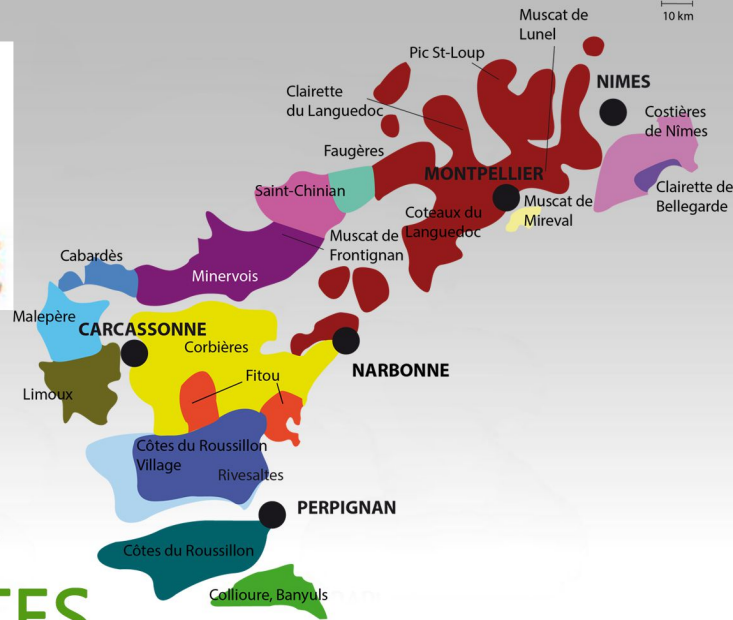 10 km
Muscat de
Lunel
Pic St-Loup
NIMES
Clairette
du Languedoc
Costières
de Nîmes
Faugères
MONTPELLIER
Clairette de
Bellegarde
Saint-Chinian
Muscat de
Mireval
Coteaux du
Languedoc
Muscat de
Frontignan
Cabardès
Minervois
Malepère
CARCASSONNE
Corbières
NARBONNE
Fitou
Limoux
Côtes du Roussillon
Village
Rivesaltes
PERPIGNAN
Côtes du Roussillon
Collioure, Banyuls
TES